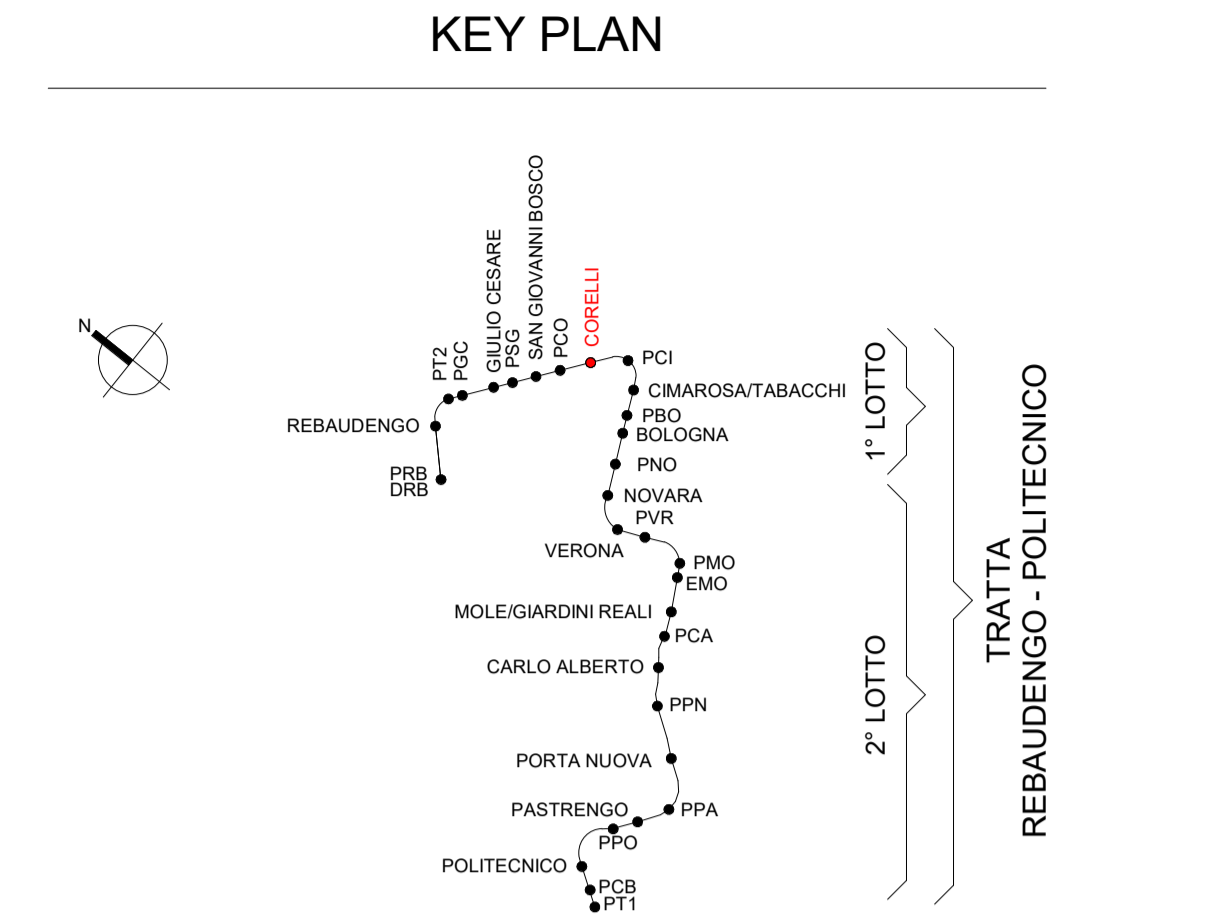 KEY PLAN
N
PT2
PGC
GIULIO CESARE
PSG
SAN GIOVANNI BOSCO
PCO
CORELLI
PCI
CIMAROSA/TABACCHI
REBAUDENGO
PBO
BOLOGNA
PRB
DRB
PNO
NOVARA
PVR
VERONA
PMO
EMO
MOLE/GIARDINI REALI
PCA
CARLO ALBERTO
PPN
PORTA NUOVA
PASTRENGO
PPA
PPO
POLITECNICO
PCB
PT1
1° LOTTO
2° LOTTO
TRATTA
REBAUDENGO - POLITECNICO